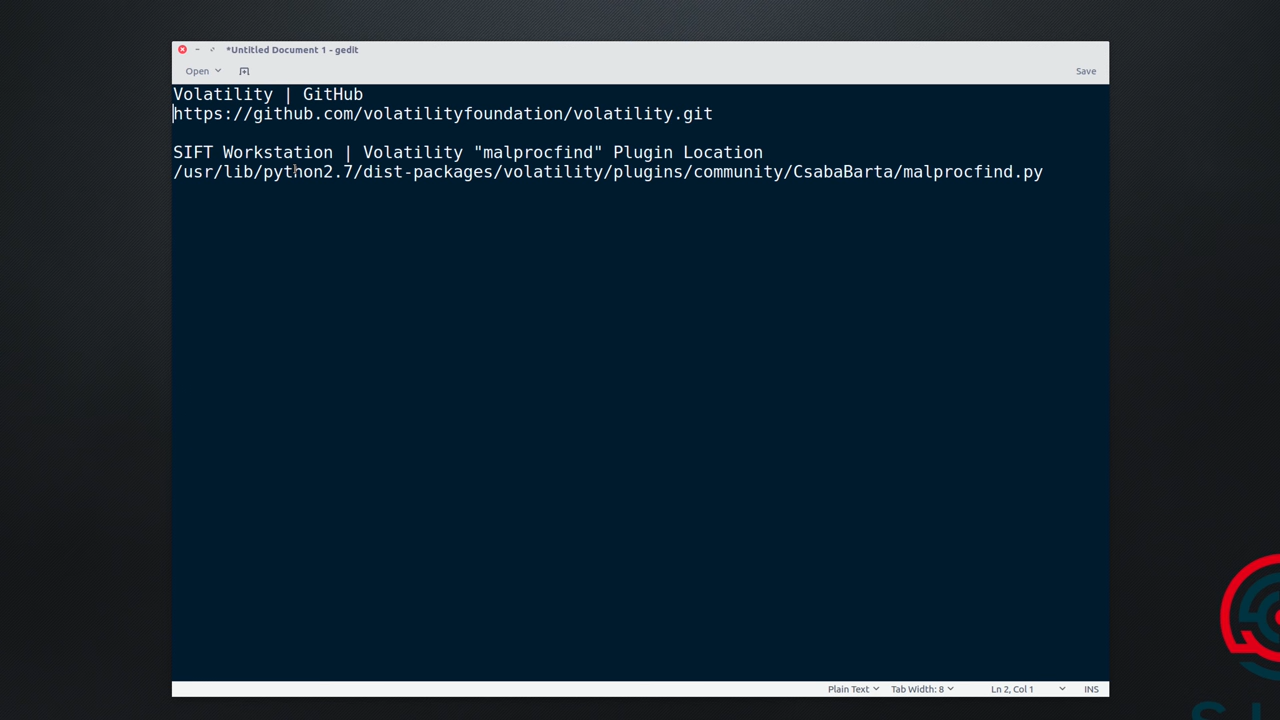 *Untitled Document 1 - gedit
Open
Save
Volatility | GitHub
https://github.com/volatilityfoundation/volatility.git
SIFT Workstation | Volatility "malprocfind" Plugin Location
/usr/lib/python2.7/dist-packages/volatility/plugins/community/CsabaBarta/malprocfind.py
Plain Text
Tab Width: 8
Ln 2, Col 1
INS